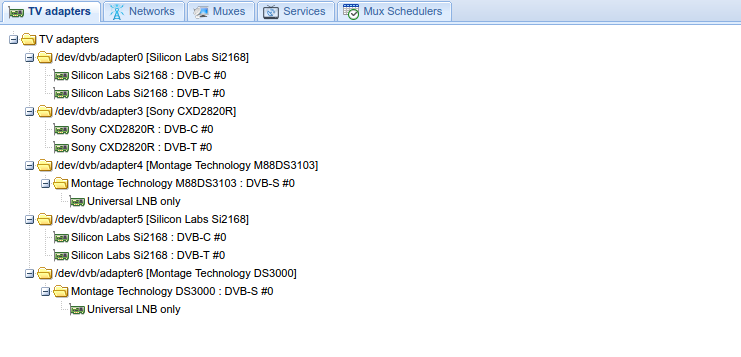 TV adapters Networks Muxes Services Mux Schedulers
TV adapters
/dev/dvb/adapter0 [Silicon Labs Si2168]
Silicon Labs Si2168 : DVB-C #0
Silicon Labs Si2168 : DVB-T #0
/dev/dvb/adapter3 [Sony CXD2820R]
Sony CXD2820R : DVB-C #0
Sony CXD2820R : DVB-T #0
/dev/dvb/adapter4 [Montage Technology M88DS3103]
Montage Technology M88DS3103 : DVB-S #0
Universal LNB only
/dev/dvb/adapter5 [Silicon Labs Si2168]
Silicon Labs Si2168 : DVB-C #0
Silicon Labs Si2168 : DVB-T #0
/dev/dvb/adapter6 [Montage Technology DS3000]
Montage Technology DS3000 : DVB-S #0
Universal LNB only